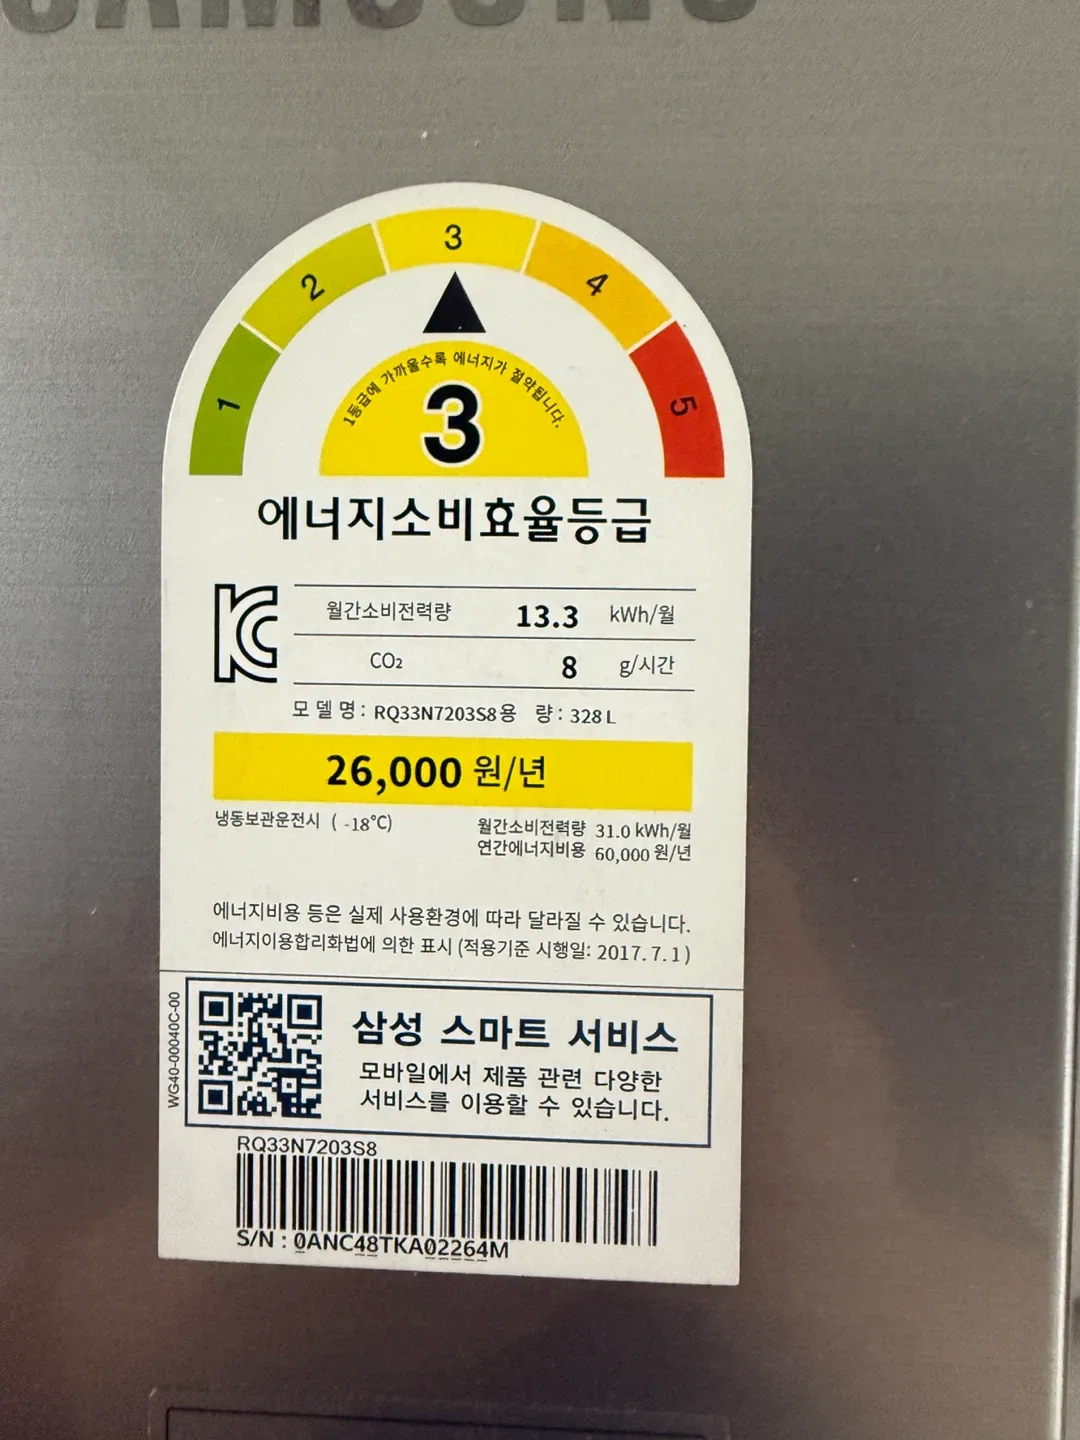 SAMSUNG
1
2
3
4
5
1등급에 가까울수록 에너지가 절약됩니다.
3
에너지소비효율등급
월간소비전력량 13.3 kWh/월
CO₂ 8 g/시간
모 델 명 : RQ33N7203S8 용 량 : 328 L
26,000 원/년
냉동보관운전시 ( -18℃)
월간소비전력량 31.0 kWh/월
연간에너지비용 60,000 원/년
에너지비용 등은 실제 사용환경에 따라 달라질 수 있습니다.
에너지이용합리화법에 의한 표시 (적용기준 시행일: 2017.7.1)
WG40-00040C-00
삼성 스마트 서비스
모바일에서 제품 관련 다양한
서비스를 이용할 수 있습니다.
RQ33N7203S8
S/N : 0ANC48TKA02264M